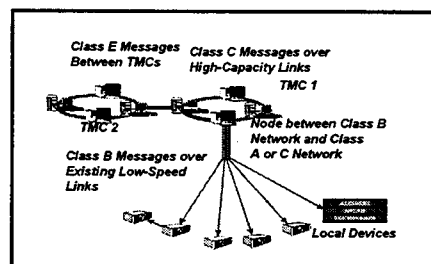 Class E Messages
Between TMCs
Class C Messages over
High-Capacity Links
TMC 1
TMC 2
Node between Class B
Network and Class
A or C Network
Class B Messages over
Existing Low-Speed
Links
Local Devices